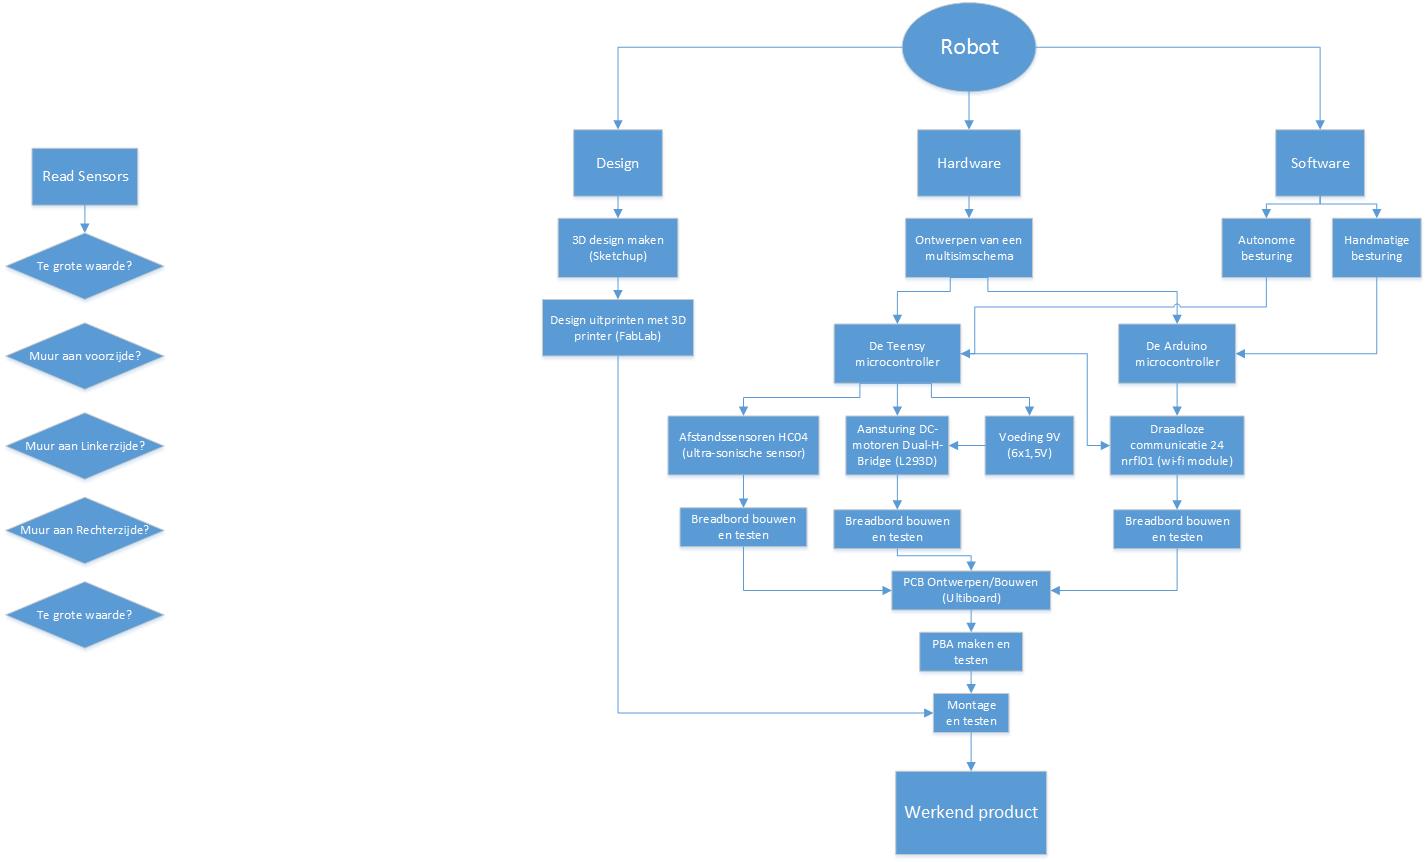 Robot
Design
Hardware
Software
Read Sensors
3D design maken
(Sketchup)
Ontwerpen van een
multisimschema
Autonome
besturing
Handmatige
besturing
Te grote waarde?
Design uitprinten met 3D
printer (FabLab)
Muur aan voorzijde?
De Teensy
microcontroller
De Arduino
microcontroller
Muur aan Linkerzijde?
Afstandssensoren HC04
(ultra-sonische sensor)
Aansturing DC-
motoren Dual-H-
Bridge (L293D)
Voeding 9V
(6x1,5V)
Draadloze
communicatie 24
nrfl01 (wi-fi module)
Muur aan Rechterzijde?
Breadbord bouwen
en testen
Breadbord bouwen
en testen
Breadbord bouwen
en testen
PCB Ontwerpen/Bouwen
(Ultiboard)
Te grote waarde?
PBA maken en
testen
Montage
en testen
Werkend product